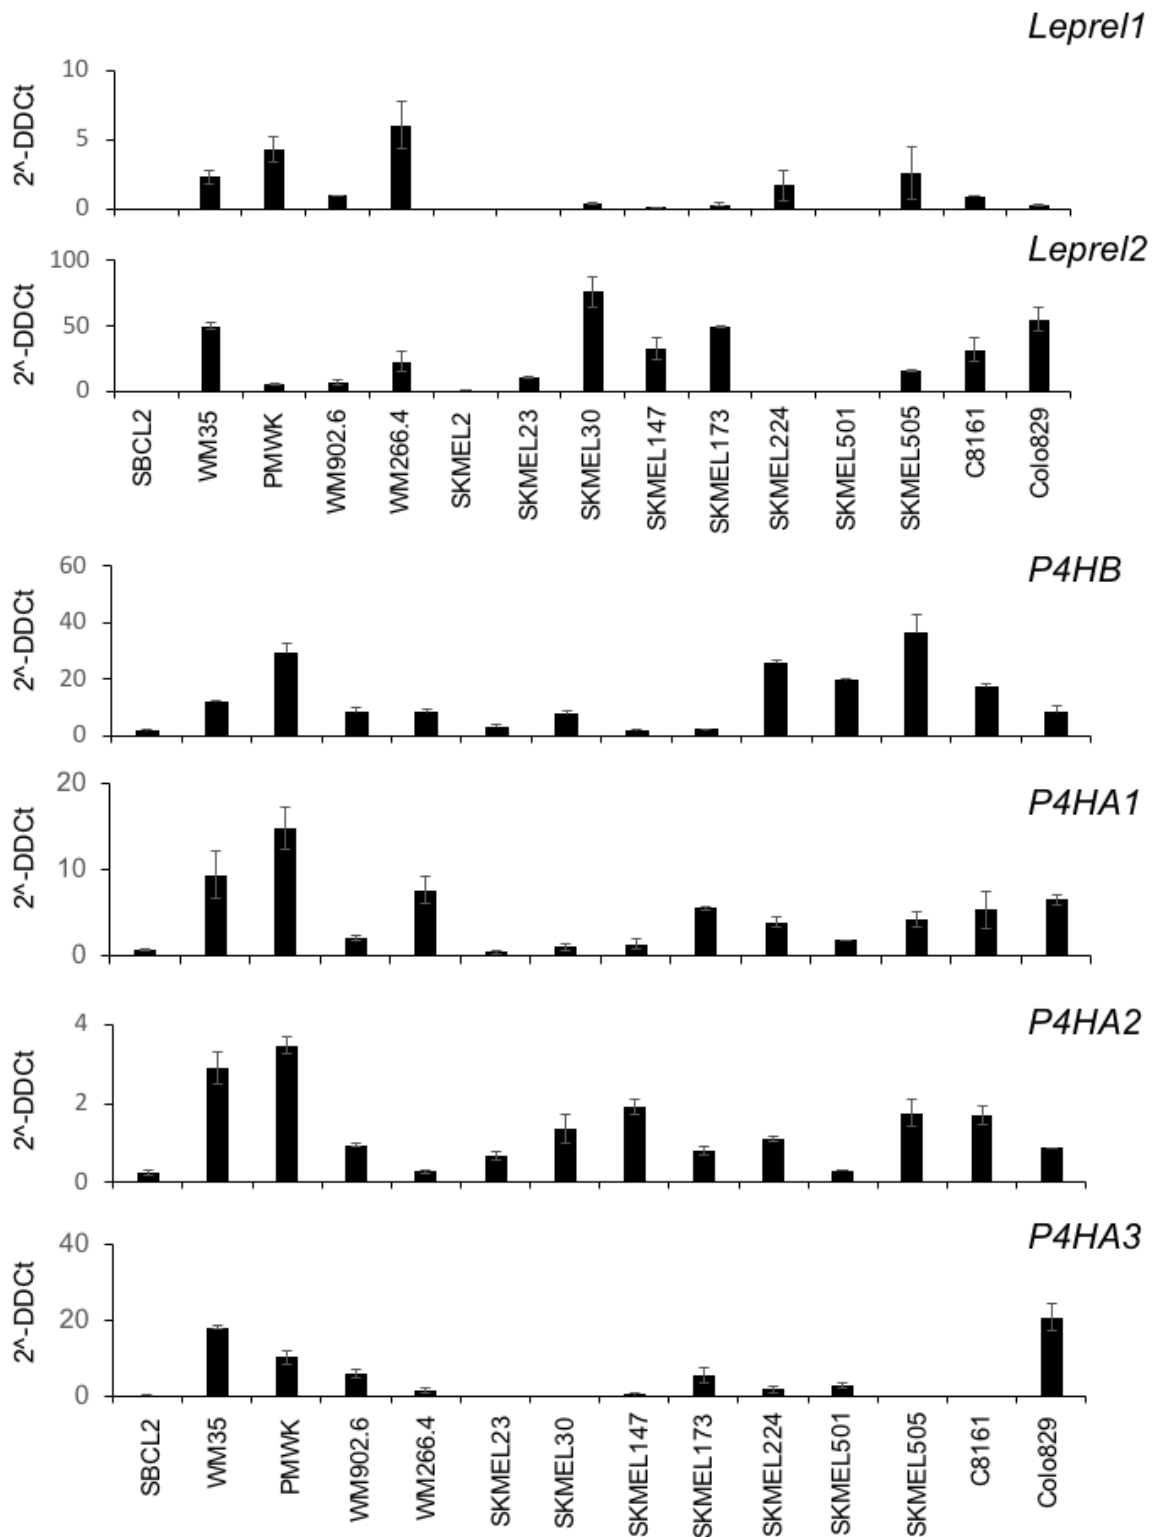 Leprel1
2^-DDCt
10
5
0
Leprel2
2^-DDCt
100
50
0
SBCL2
WM35
PMWK
WM902.6
WM266.4
SKMEL2
SKMEL23
SKMEL30
SKMEL147
SKMEL173
SKMEL224
SKMEL501
SKMEL505
C8161
Colo829
P4HB
2^-DDCt
60
40
20
0
P4HA1
2^-DDCt
20
10
0
P4HA2
2^-DDCt
4
2
0
P4HA3
2^-DDCt
40
20
0
SBCL2
WM35
PMWK
WM902.6
WM266.4
SKMEL23
SKMEL30
SKMEL147
SKMEL173
SKMEL224
SKMEL501
SKMEL505
C8161
Colo829